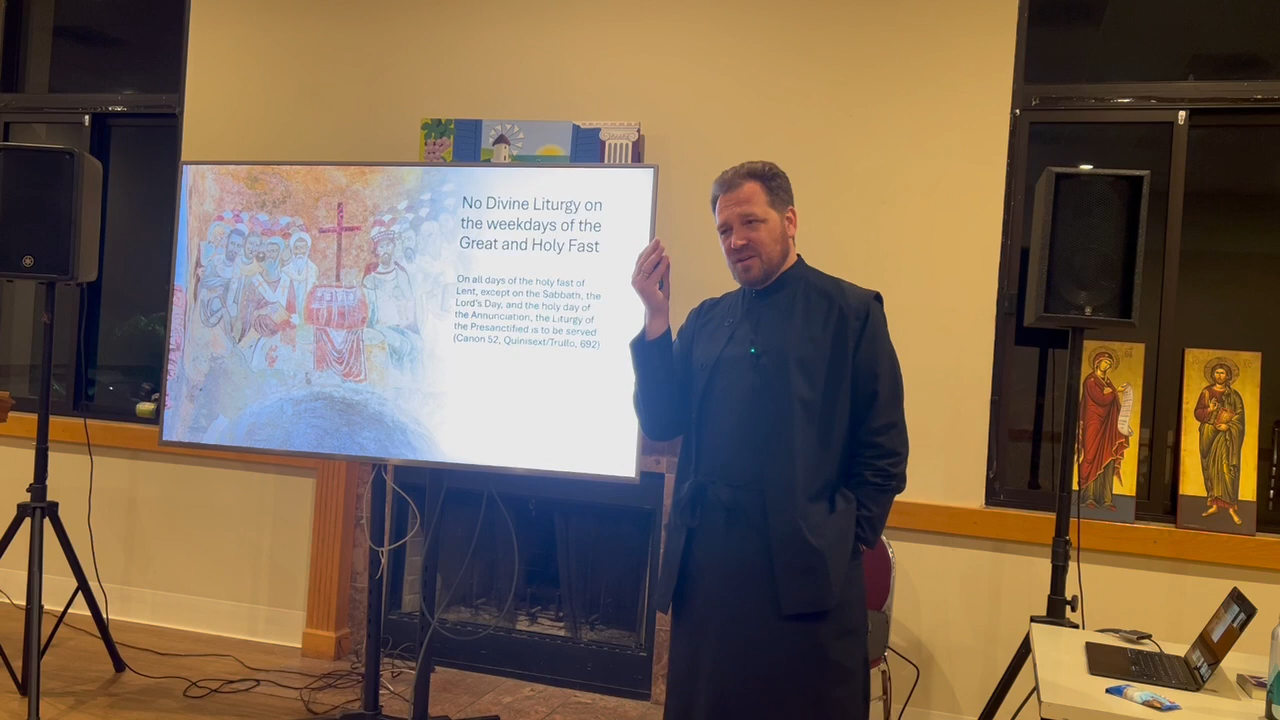 No Divine Liturgy on
the weekdays of the
Great and Holy Fast
On all days of the holy fast of
Lent, except on the Sabbath, the
Lord's Day, and the holy day of
the Annunciation, the Liturgy of
the Presanctified is to be served
(Canon 52, Quinisext/Trullo, 692)